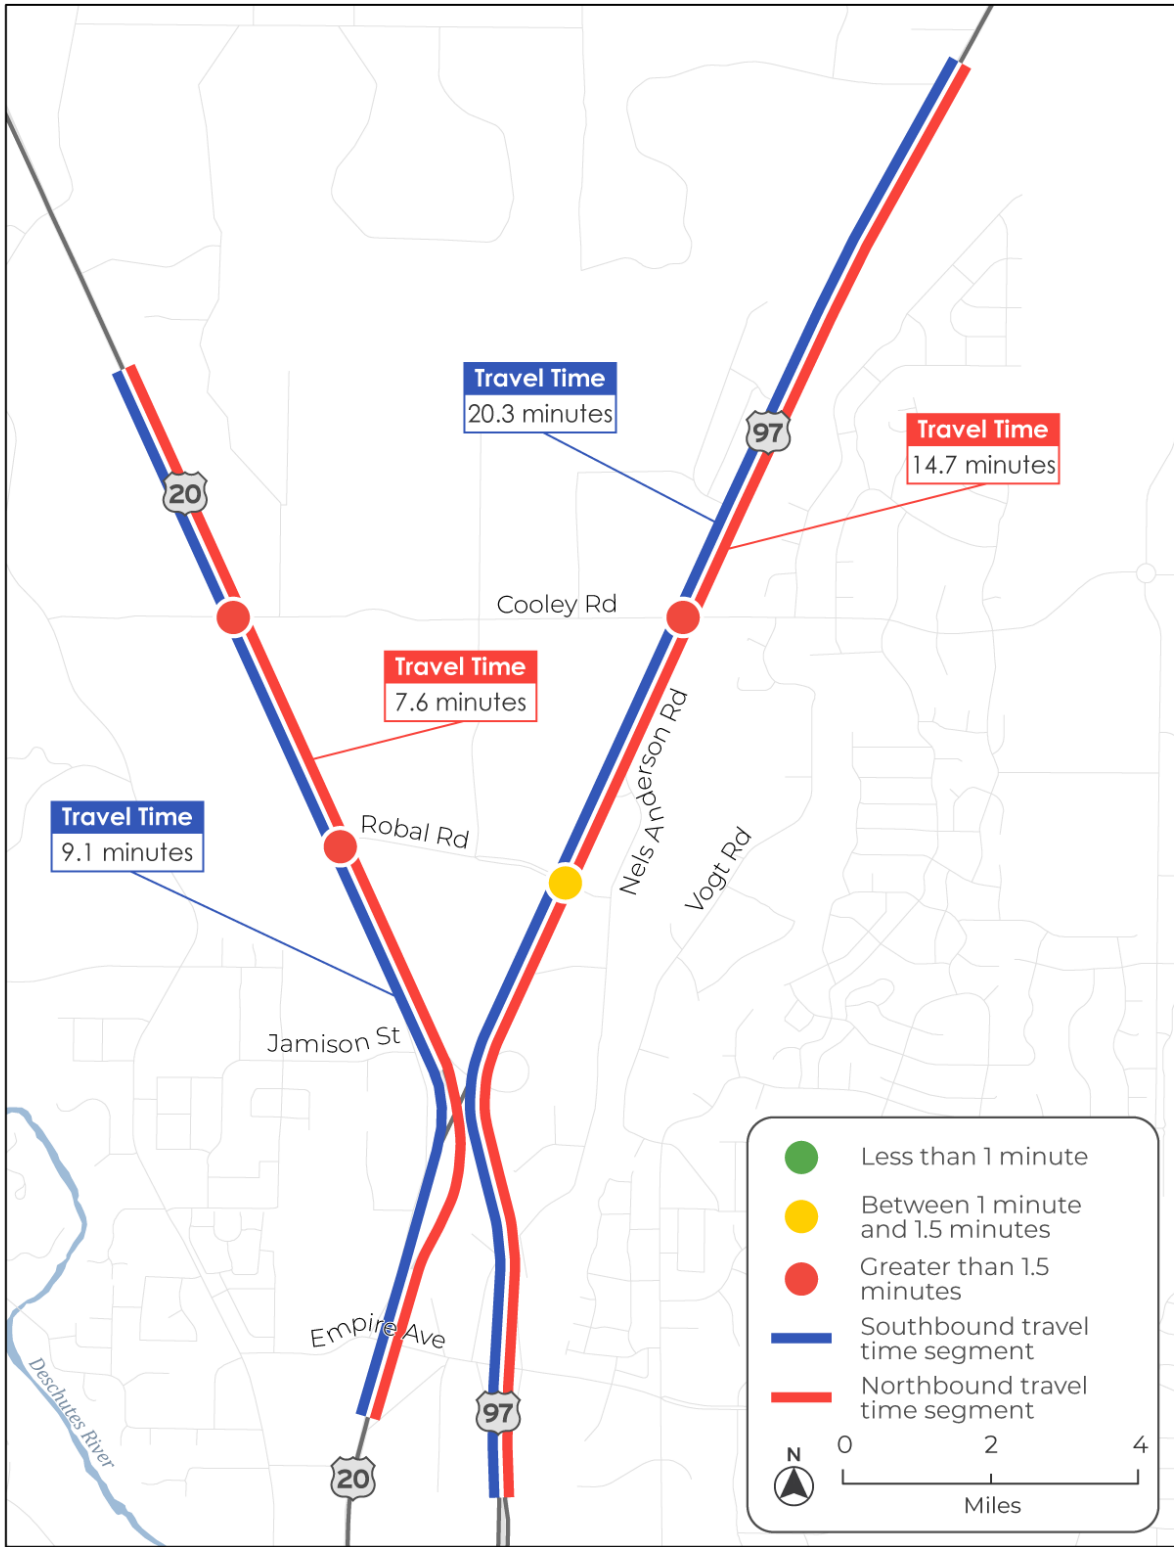 Travel Time
20.3 minutes
97
Travel Time
14.7 minutes
20
Cooley Rd
Travel Time
7.6 minutes
Nels Anderson Rd
Travel Time
9.1 minutes
Robal Rd
Vogt Rd
Jamison St
Less than 1 minute
Between 1 minute
and 1.5 minutes
Greater than 1.5
minutes
Southbound travel
time segment
Northbound travel
time segment
Empire Ave
Deschutes River
97
20
N
0 2 4
Miles